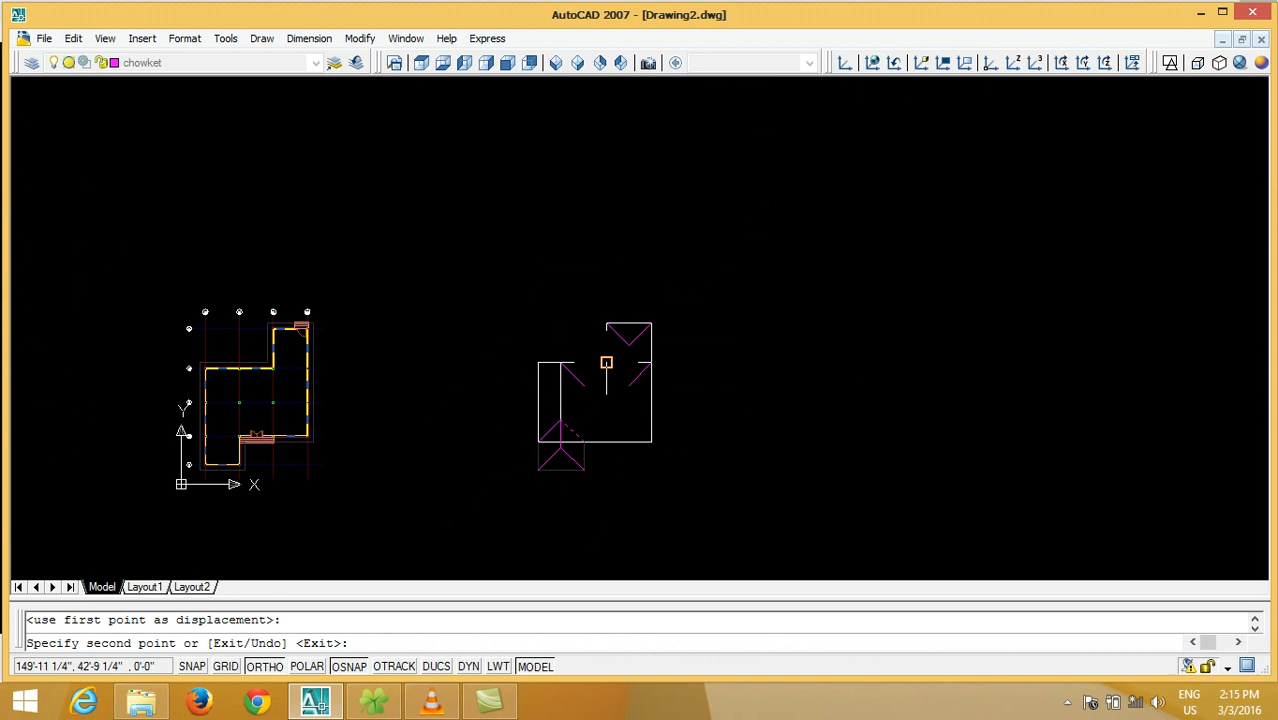 AutoCAD 2007 - [Drawing2.dwg]
File Edit View Insert Format Tools Draw Dimension Modify Window Help Express
chowket
Y
X
Model Layout1 Layout2
<use first point as displacement>:
Specify second point or [Exit/Undo] <Exit>:
149'-11 1/4", 42'-9 1/4" , 0'-0" SNAP GRID ORTHO POLAR OSNAP OTRACK DUCS DYN LWT MODEL
ENG 2:15 PM
US 3/3/2016